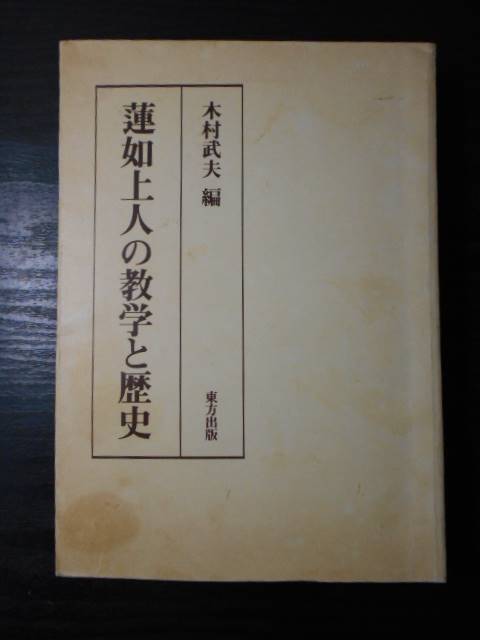 木村武夫 編
蓮如上人の教学と歴史
東方出版